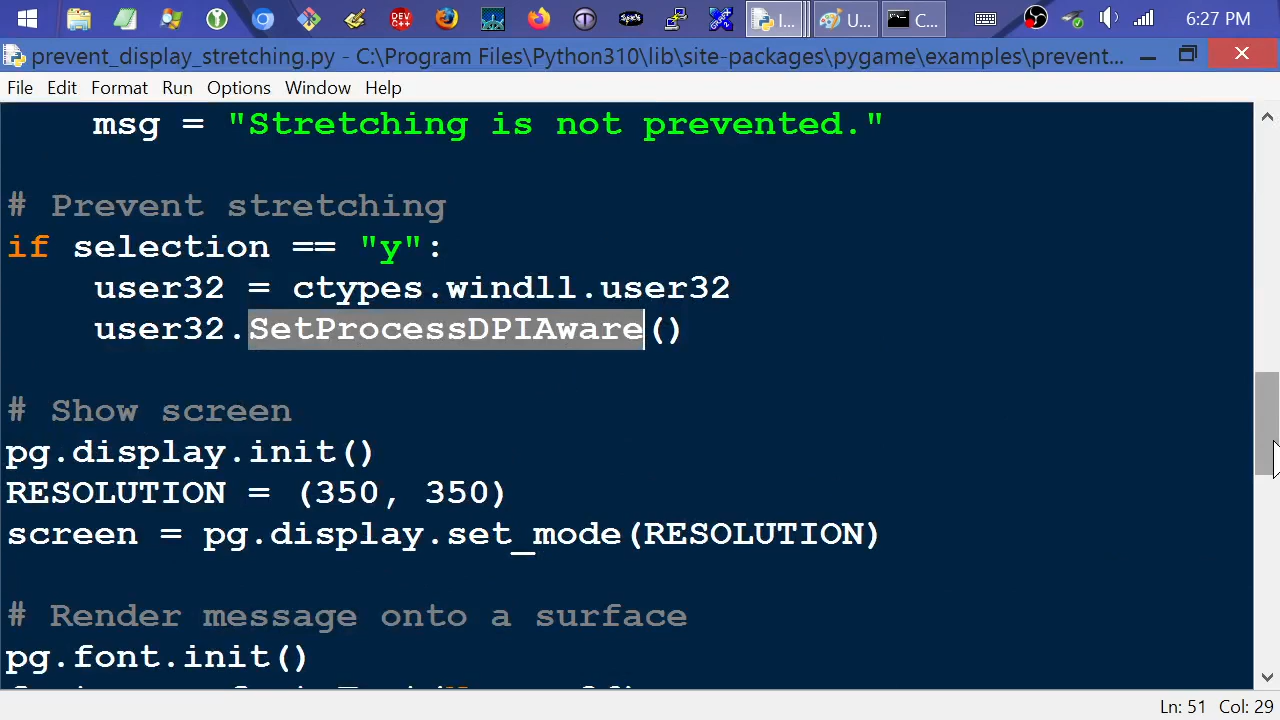 6:27 PM
prevent_display_stretching.py - C:\Program Files\Python310\lib\site-packages\pygame\examples\prevent...
File Edit Format Run Options Window Help
msg = "Stretching is not prevented."
# Prevent stretching
if selection == "y":
user32 = ctypes.windll.user32
user32.SetProcessDPIAware()
# Show screen
pg.display.init()
RESOLUTION = (350, 350)
screen = pg.display.set_mode(RESOLUTION)
# Render message onto a surface
pg.font.init()
Ln: 51 Col: 29